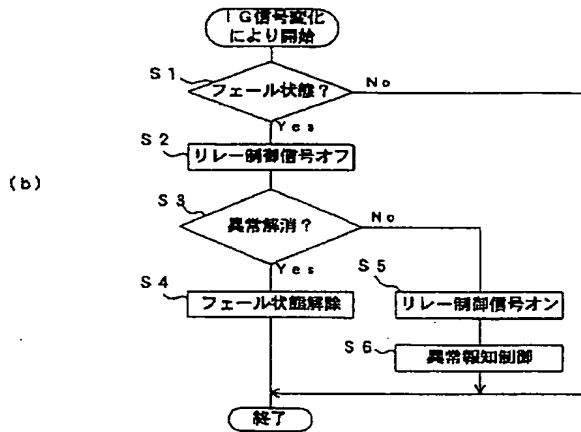 IG信号変化
により開始
S1
フェール状態?
No
Yes
S2
リレー制御信号オフ
(b)
S3
異常解消?
No
Yes
S4
フェール状態解除
S5
リレー制御信号オン
S6
異常報知制御
終了